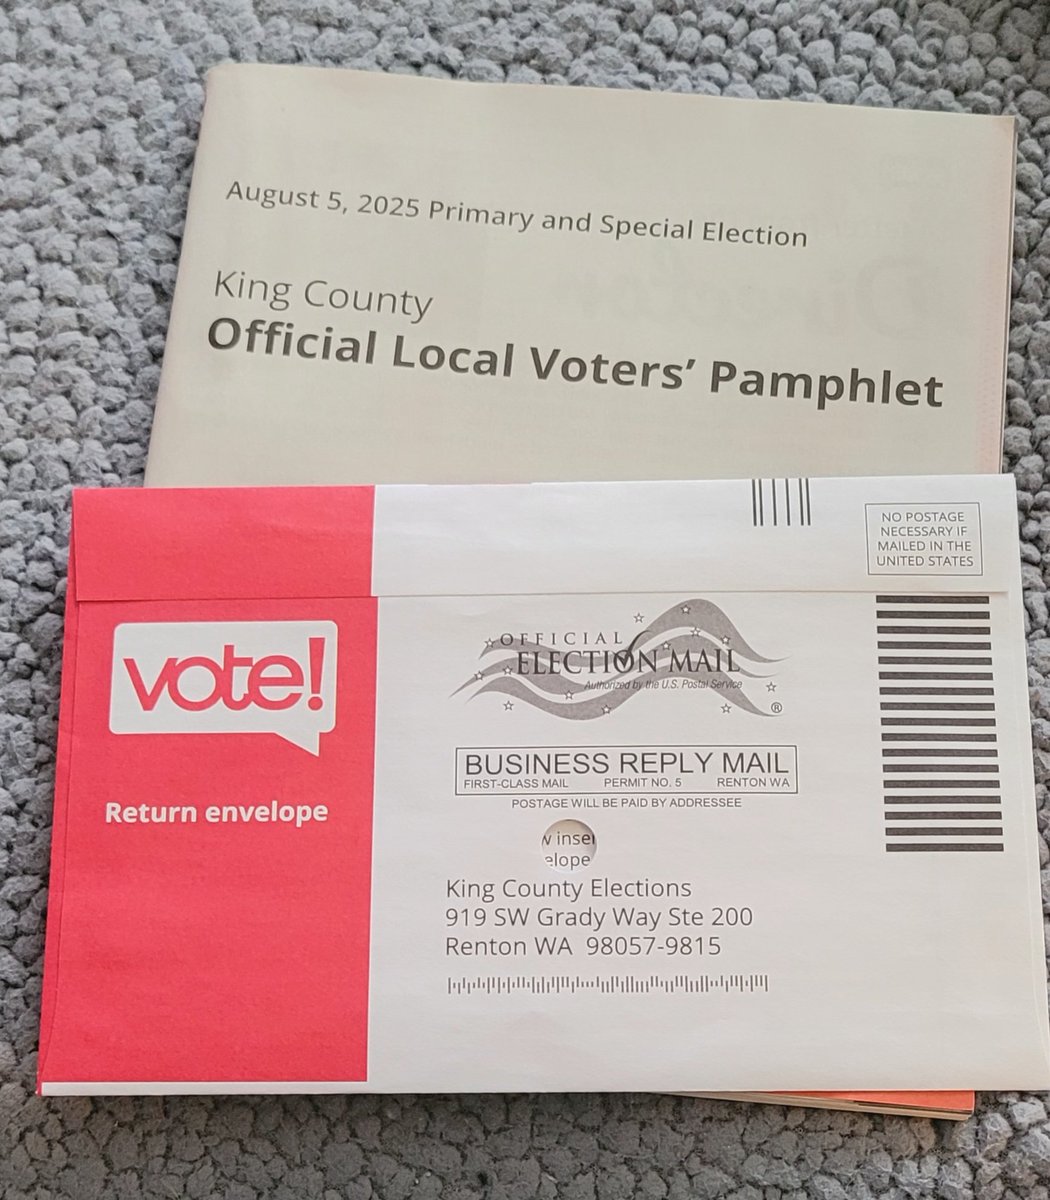 August 5, 2025 Primary and Special Election
King County
Official Local Voters’ Pamphlet
NO POSTAGE
NECESSARY IF
MAILED IN THE
UNITED STATES
vote!
Return envelope
OFFICIAL
ELECTION MAIL
Authorized by the U.S. Postal Service
®
BUSINESS REPLY MAIL
FIRST-CLASS MAIL PERMIT NO. 5 RENTON WA
POSTAGE WILL BE PAID BY ADDRESSEE
inse
elope
King County Elections
919 SW Grady Way Ste 200
Renton WA 98057-9815